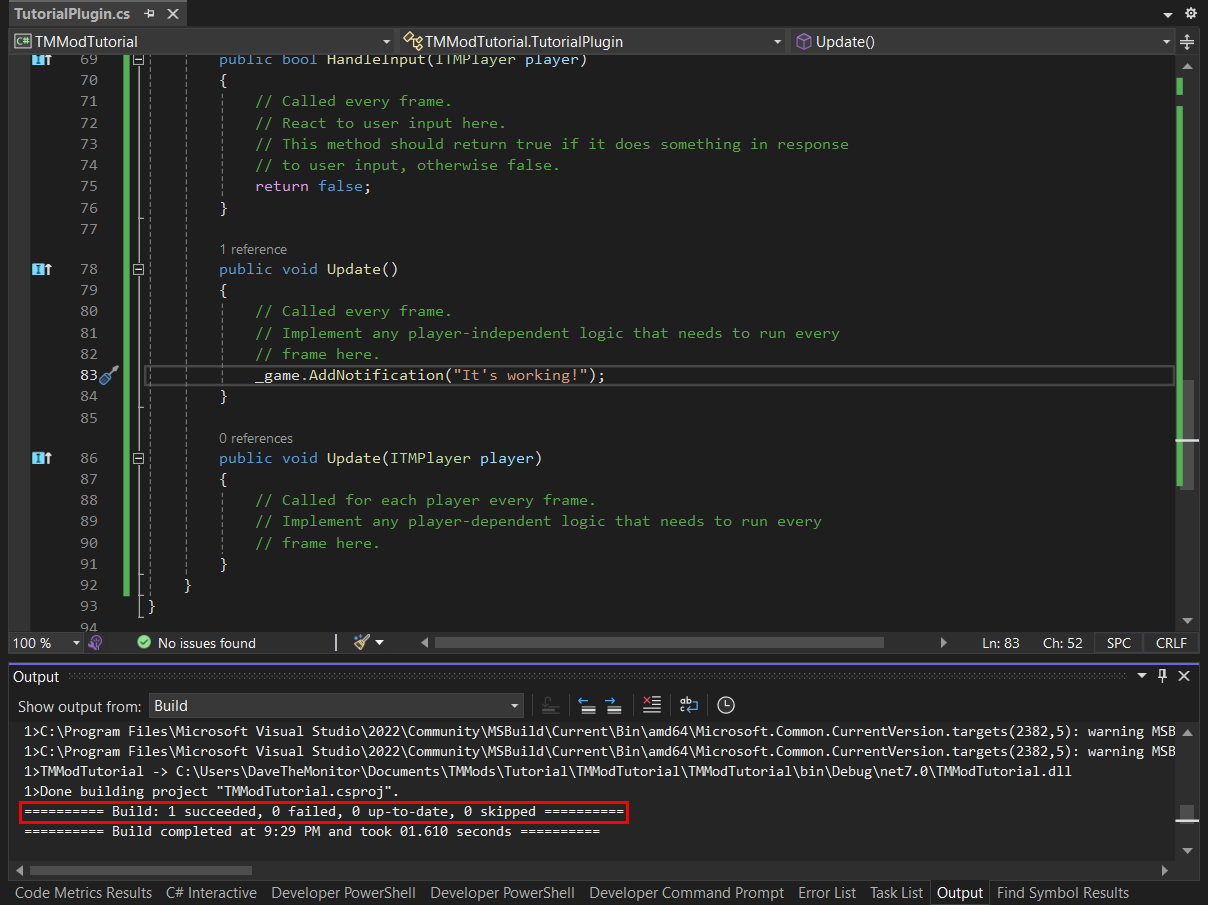 TutorialPlugin.cs
C# TMModTutorial TMModTutorial.TutorialPlugin Update()
69 public bool HandleInput(ITMPlayer player)
70 {
71 // Called every frame.
72 // React to user input here.
73 // This method should return true if it does something in response
74 // to user input, otherwise false.
75 return false;
76 }
77
1 reference
78 public void Update()
79 {
80 // Called every frame.
81 // Implement any player-independent logic that needs to run every
82 // frame here.
83 _game.AddNotification("It's working!");
84 }
85
0 references
86 public void Update(ITMPlayer player)
87 {
88 // Called for each player every frame.
89 // Implement any player-dependent logic that needs to run every
90 // frame here.
91 }
92 }
93 }
94
100 % No issues found Ln: 83 Ch: 52 SPC CRLF
Output
Show output from: Build
1>C:\Program Files\Microsoft Visual Studio\2022\Community\MSBuild\Current\Bin\amd64\Microsoft.Common.CurrentVersion.targets(2382,5): warning MSB
1>C:\Program Files\Microsoft Visual Studio\2022\Community\MSBuild\Current\Bin\amd64\Microsoft.Common.CurrentVersion.targets(2382,5): warning MSB
1>TMModTutorial -> C:\Users\DaveTheMonitor\Documents\TMMods\Tutorial\TMModTutorial\TMModTutorial\bin\Debug\net7.0\TMModTutorial.dll
1>Done building project "TMModTutorial.csproj".
========== Build: 1 succeeded, 0 failed, 0 up-to-date, 0 skipped ==========
========== Build completed at 9:29 PM and took 01.610 seconds ==========
Code Metrics Results C# Interactive Developer PowerShell Developer PowerShell Developer Command Prompt Error List Task List Output Find Symbol Results